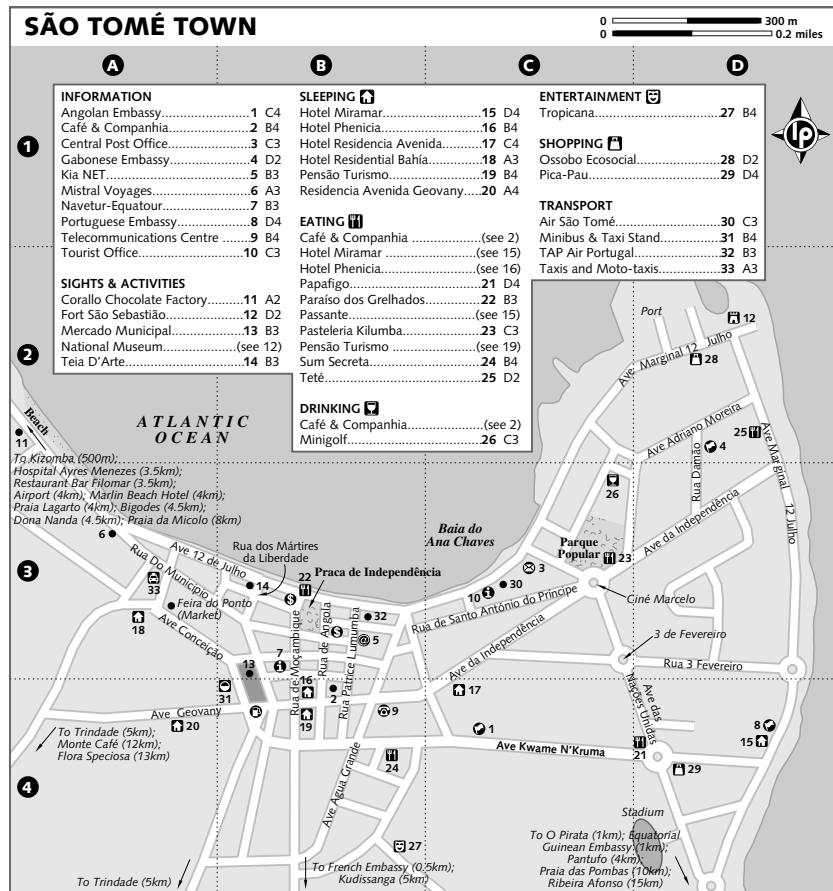 SÃO TOMÉ TOWN
0 300 m
0 0.2 miles
A B C D
1
INFORMATION
Angolan Embassy....................1 C4
Café & Companhia.................2 B4
Central Post Office..................3 C3
Gabonese Embassy.................4 D2
Kia NET..................................5 B3
Mistral Voyages......................6 A3
Navetur-Equatour...................7 B3
Portuguese Embassy...............8 D4
Telecommunications Centre ....9 B4
Tourist Office........................10 C3
SIGHTS & ACTIVITIES
Corallo Chocolate Factory......11 A2
Fort São Sebastião................12 D2
Mercado Municipal...............13 B3
National Museum..............(see 12)
Teia D'Arte...........................14 B3
SLEEPING
Hotel Miramar......................15 D4
Hotel Phenicia......................16 B4
Hotel Residencia Avenida......17 C4
Hotel Residential Bahía.........18 A3
Pensão Turismo....................19 B4
Residencia Avenida Geovany..20 A4
EATING
Café & Companhia ...............(see 2)
Hotel Miramar ....................(see 15)
Hotel Phenicia.....................(see 16)
Papafigo...............................21 D4
Paraíso dos Grelhados..........22 B3
Passante.............................(see 15)
Pasteleria Kilumba................23 C3
Pensão Turismo ..................(see 19)
Sum Secreta.........................24 B4
Teté......................................25 D2
DRINKING
Café & Companhia................(see 2)
Minigolf................................26 C3
ENTERTAINMENT
Tropicana..............................27 B4
SHOPPING
Ossobo Ecosocial..................28 D2
Pica-Pau...............................29 D4
TRANSPORT
Air São Tomé........................30 C3
Minibus & Taxi Stand............31 B4
TAP Air Portugal...................32 B3
Taxis and Moto-taxis.............33 A3
lp
2
Port
12
Ave Marginal 12 Julho
28
Ave Adriano Moreira
25
4
Rua Damão
Ave Marginal 12 Julho
Beach
11
ATLANTIC
OCEAN
To Kizomba (500m);
Hospital Ayres Menezes (3.5km);
Restaurant Bar Filomar (3.5km);
Airport (4km); Marlin Beach Hotel (4km);
Praia Lagarto (4km); Bigodes (4.5km);
Dona Nanda (4.5km); Praia da Micolo (8km)
26
Baia do
Ana Chaves
Parque
Popular
23
Ave da Independência
3
6
Ave 12 de Julho
Rua dos Mártires
da Liberdade
Rua Do Municipio
33
14
22
Praca de Independência
$
3
30
10
Ciné Marcelo
Feira do Ponto
(Market)
18
Ave Conceição
32
$
@ 5
Rua de Santo António do Príncipe
3 de Fevereiro
7
13
Rua de Moçambique
Rua de Angola
Rua Patrice Lumumba
Ave da Independência
Rua 3 Fevereiro
31
16
2
17
Ave Geovany
20
19
9
1
Ave das
Nações Unidas
8
15
To Trindade (5km);
Monte Café (12km);
Flora Speciosa (13km)
Ave Kwame N'Kruma
21
24
29
4
Ave Agua Grande
27
Stadium
To O Pirata (1km); Equatorial
Guinean Embassy (1km);
Pantufo (4km);
Praia das Pombas (10km);
Ribeira Afonso (15km)
To Trindade (5km)
To French Embassy (0.5km);
Kudissanga (5km)